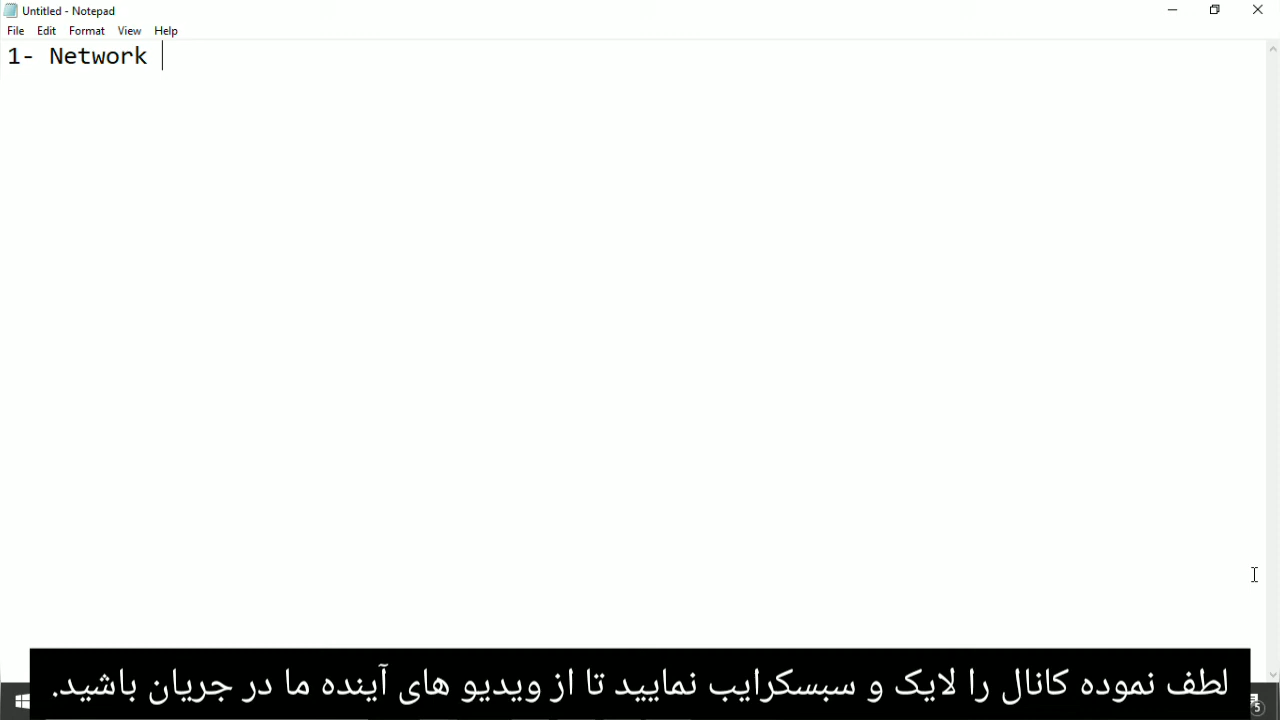 Untitled - Notepad
File Edit Format View Help
1- Network
لطف نموده کانال را لایک و سبسکرایب نمایید تا از ویدیو های آینده ما در جریان باشید.
5